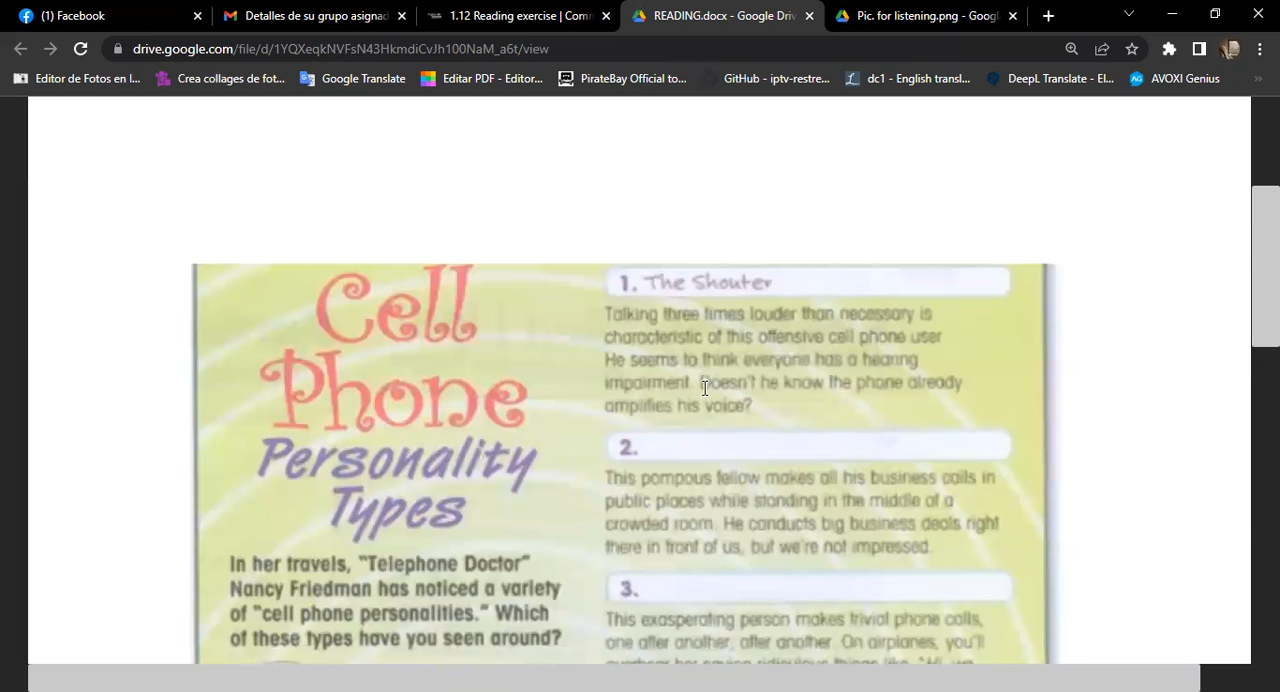 (1) Facebook
Detalles de su grupo asignad
1.12 Reading exercise | Comm
READING.docx - Google Driv
Pic. for listening.png - Googl
drive.google.com/file/d/1YQXeqkNVFsN43HkmdiCvJh100NaM_a6t/view
Editor de Fotos en l...
Crea collages de fot...
Google Translate
Editar PDF - Editor...
PirateBay Official to...
GitHub - iptv-restre...
dc1 - English transl...
DeepL Translate - El...
AVOXI Genius
Cell
Phone
Personality
Types
In her travels, "Telephone Doctor"
Nancy Friedman has noticed a variety
of "cell phone personalities." Which
of these types have you seen around?
1. The Shouter
Talking three times louder than necessary is
characteristic of this offensive cell phone user
He seems to think everyone has a hearing
impairment. Doesn't he know the phone already
amplifies his voice?
2.
This pompous fellow makes all his business calls in
public places while standing in the middle of a
crowded room. He conducts big business deals right
there in front of us, but we're not impressed.
3.
This exasperating person makes trivial phone calls,
one after another, after another. On airplanes, you'll
overhear her saying ridiculous things like, "Hi, we